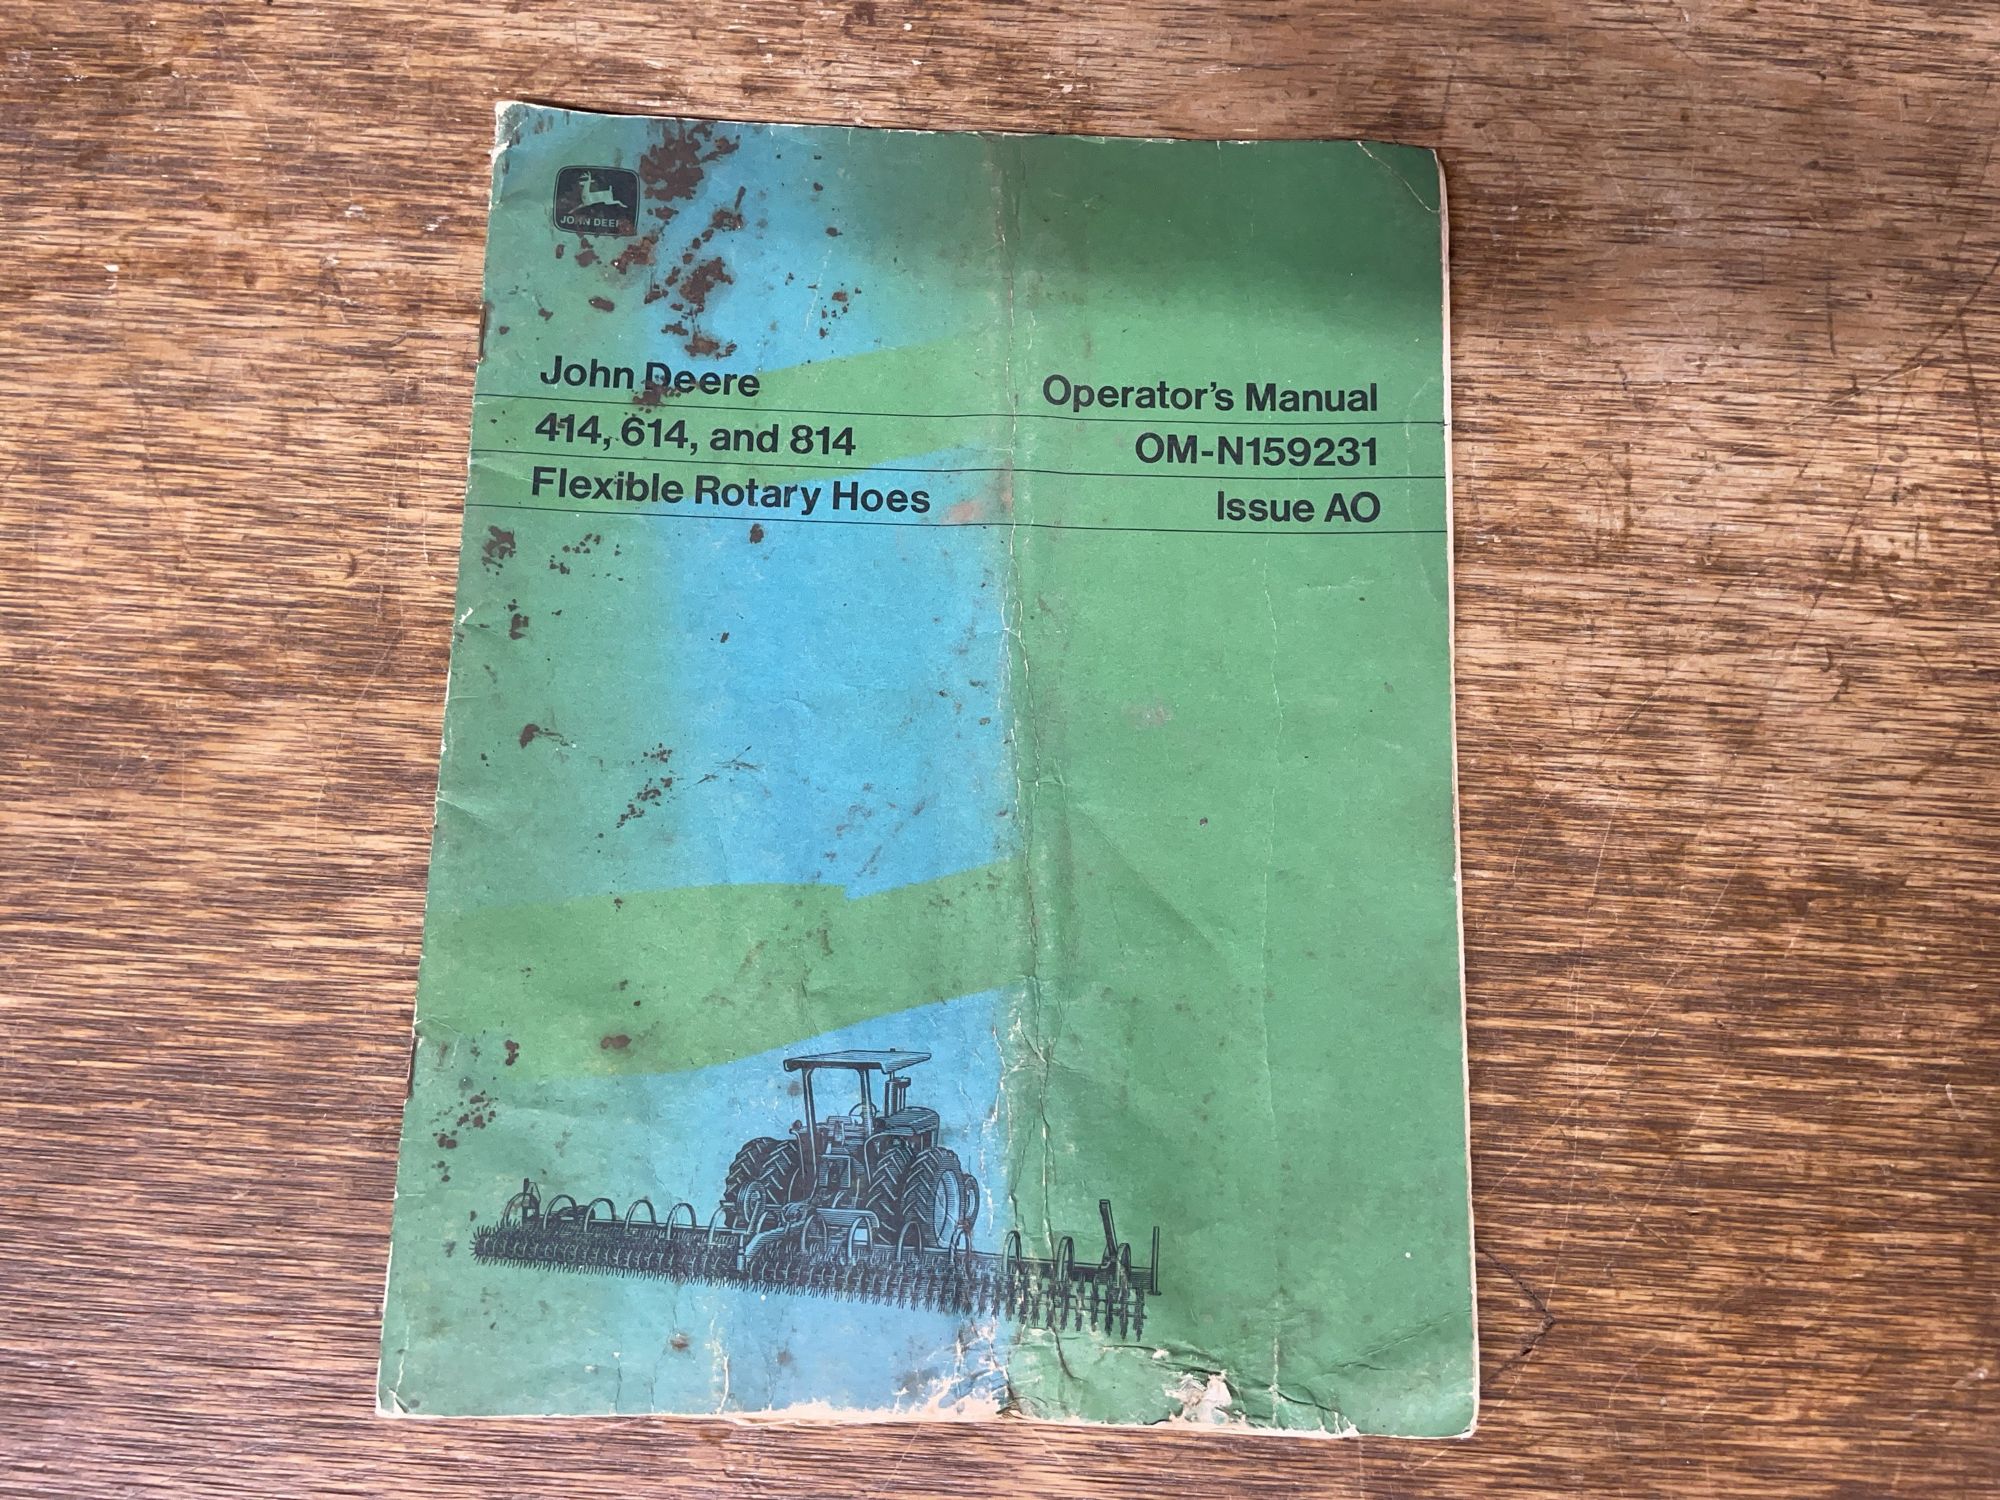 JOHN DEERE
John Deere
414, 614, and 814
Flexible Rotary Hoes
Operator's Manual
OM-N159231
Issue AO